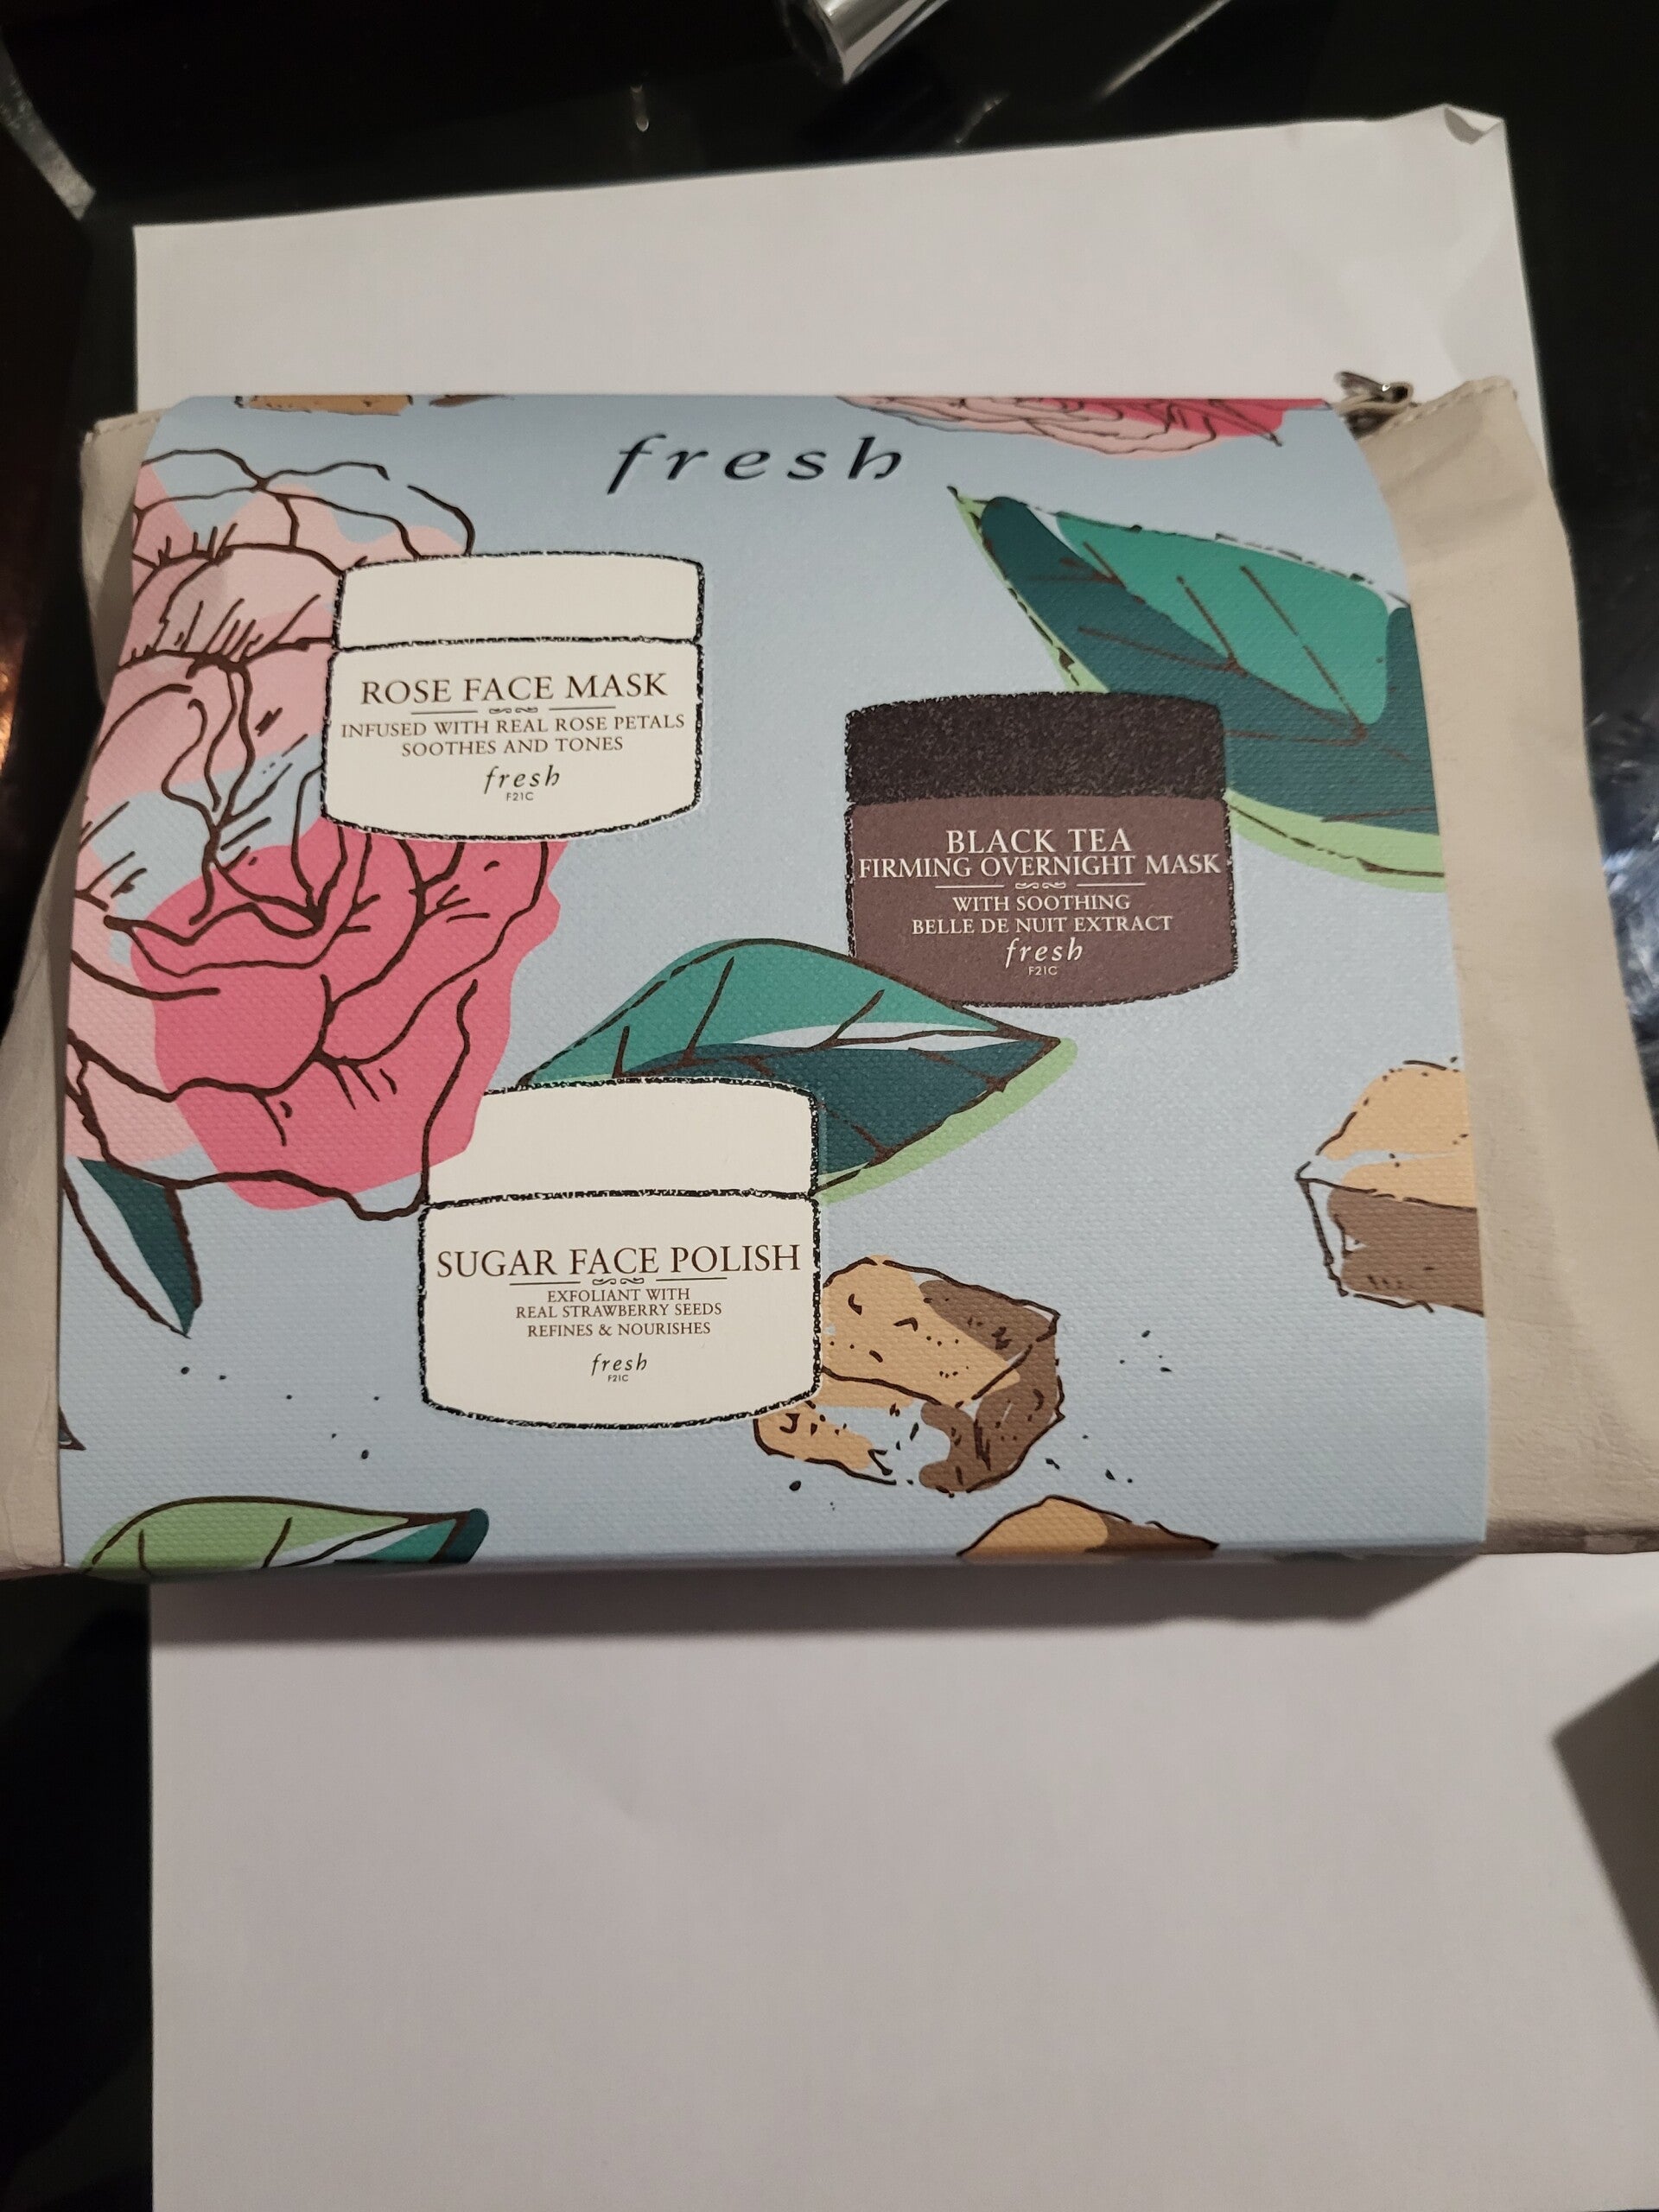 fresh
ROSE FACE MASK
INFUSED WITH REAL ROSE PETALS
SOOTHES AND TONES
fresh
F21C
BLACK TEA
FIRMING OVERNIGHT MASK
WITH SOOTHING
BELLE DE NUIT EXTRACT
fresh
F21C
SUGAR FACE POLISH
EXFOLIANT WITH
REAL STRAWBERRY SEEDS
REFINES & NOURISHES
fresh
F21C